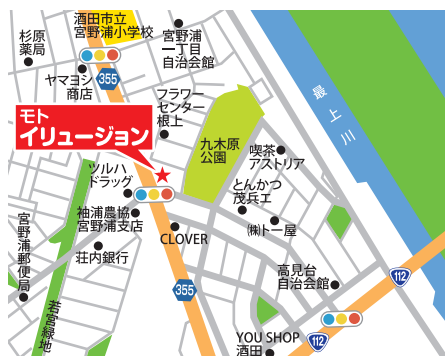 酒田市立
宮野浦小学校
杉原
薬局
宮野浦
一丁目
自治会館
ヤマヨシ
商店
355
フラワー
センター
根上
最上川
モト
イリュージョン
九木原
公園
喫茶
アストリア
ツルハ
ドラッグ
とんかつ
茂兵エ
袖浦農協
宮野浦支店
㈱ト一屋
CLOVER
宮野浦郵便局
荘内銀行
高見台
自治会館
112
355
若宮緑地
112
YOU SHOP
酒田